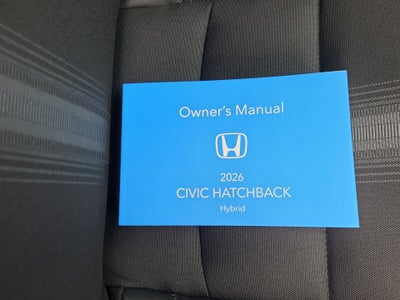 Owner's Manual
2026
CIVIC HATCHBACK
Hybrid